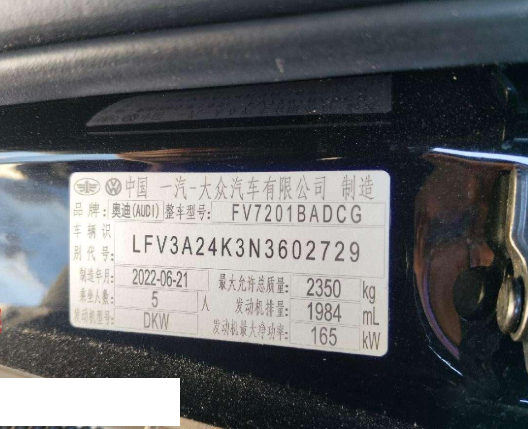 中国 一汽-大众汽车有限公司 制造
品牌: 奥迪(AUDI) 整车型号: FV7201BADCG
车辆识别代号: LFV3A24K3N3602729
制造年月: 2022-06-21 最大允许总质量: 2350 kg
乘坐人数: 5 人 发动机排量: 1984 mL
发动机型号: DKW 发动机最大净功率: 165 kW